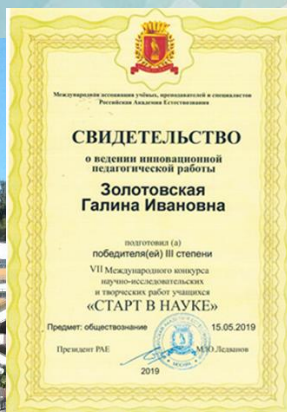 Международная ассоциация учёных, преподавателей и специалистов
Российская Академия Естествознания
СВИДЕТЕЛЬСТВО
о ведении инновационной
педагогической работы
Золотовская
Галина Ивановна
подготовил (а)
победителя(ей) III степени
VII Международного конкурса
научно-исследовательских
и творческих работ учащихся
«СТАРТ В НАУКЕ»
Предмет: обществознание 15.05.2019
Президент РАЕ М.Ю.Ледванов
2019